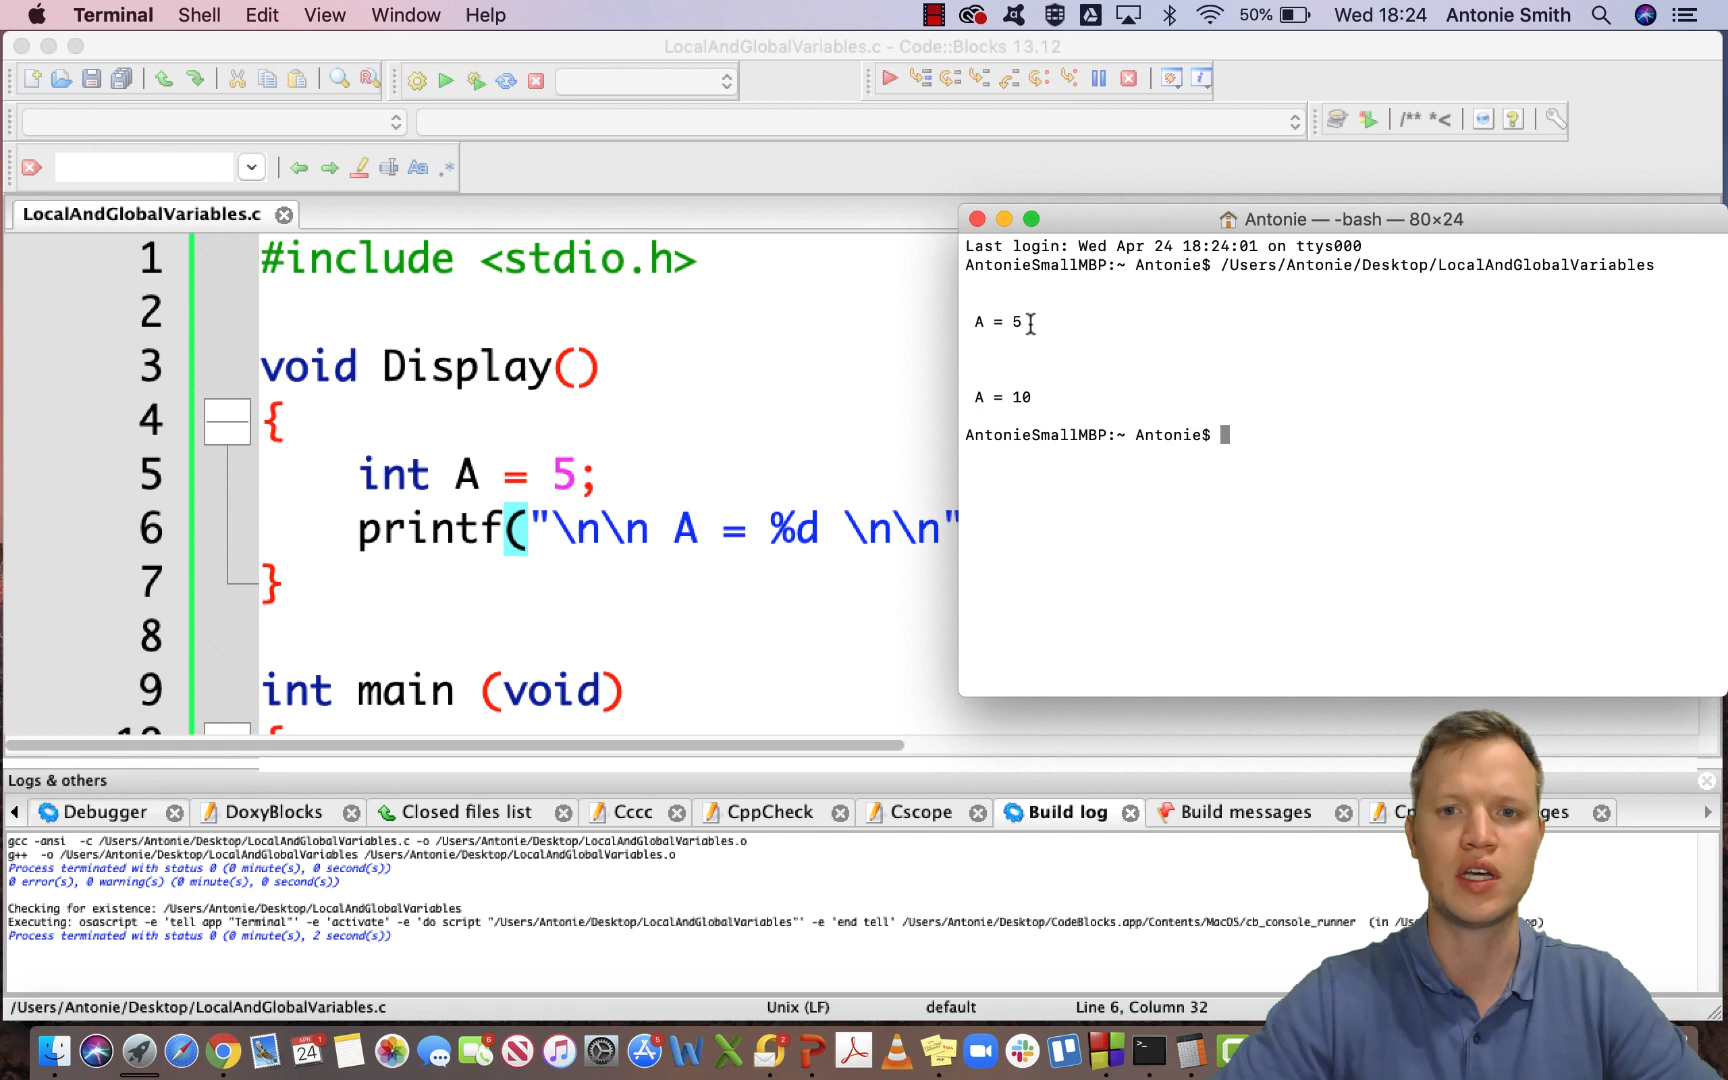 Terminal Shell Edit View Window Help 50% Wed 18:24 Antonie Smith
LocalAndGlobalVariables.c - Code::Blocks 13.12
/** *<
Aa .*
LocalAndGlobalVariables.c
1 #include <stdio.h>
2
3 void Display()
4 {
5 int A = 5;
6 printf("\n\n A = %d \n\n"
7 }
8
9 int main (void)
10 {
Antonie — -bash — 80×24
Last login: Wed Apr 24 18:24:01 on ttys000
AntonieSmallMBP:~ Antonie$ /Users/Antonie/Desktop/LocalAndGlobalVariables
A = 5
A = 10
AntonieSmallMBP:~ Antonie$
Logs & others
Debugger DoxyBlocks Closed files list Cccc CppCheck Cscope Build log Build messages ges
gcc -ansi -c /Users/Antonie/Desktop/LocalAndGlobalVariables.c -o /Users/Antonie/Desktop/LocalAndGlobalVariables.o
g++ -o /Users/Antonie/Desktop/LocalAndGlobalVariables /Users/Antonie/Desktop/LocalAndGlobalVariables.o
Process terminated with status 0 (0 minute(s), 0 second(s))
0 error(s), 0 warning(s) (0 minute(s), 0 second(s))
Checking for existence: /Users/Antonie/Desktop/LocalAndGlobalVariables
Executing: osascript -e 'tell app "Terminal"' -e 'activate' -e 'do script "/Users/Antonie/Desktop/LocalAndGlobalVariables"' -e 'end tell' /Users/Antonie/Desktop/CodeBlocks.app/Contents/MacOS/cb_console_runner (in /Us op)
Process terminated with status 0 (0 minute(s), 2 second(s))
/Users/Antonie/Desktop/LocalAndGlobalVariables.c Unix (LF) default Line 6, Column 32
APR 24